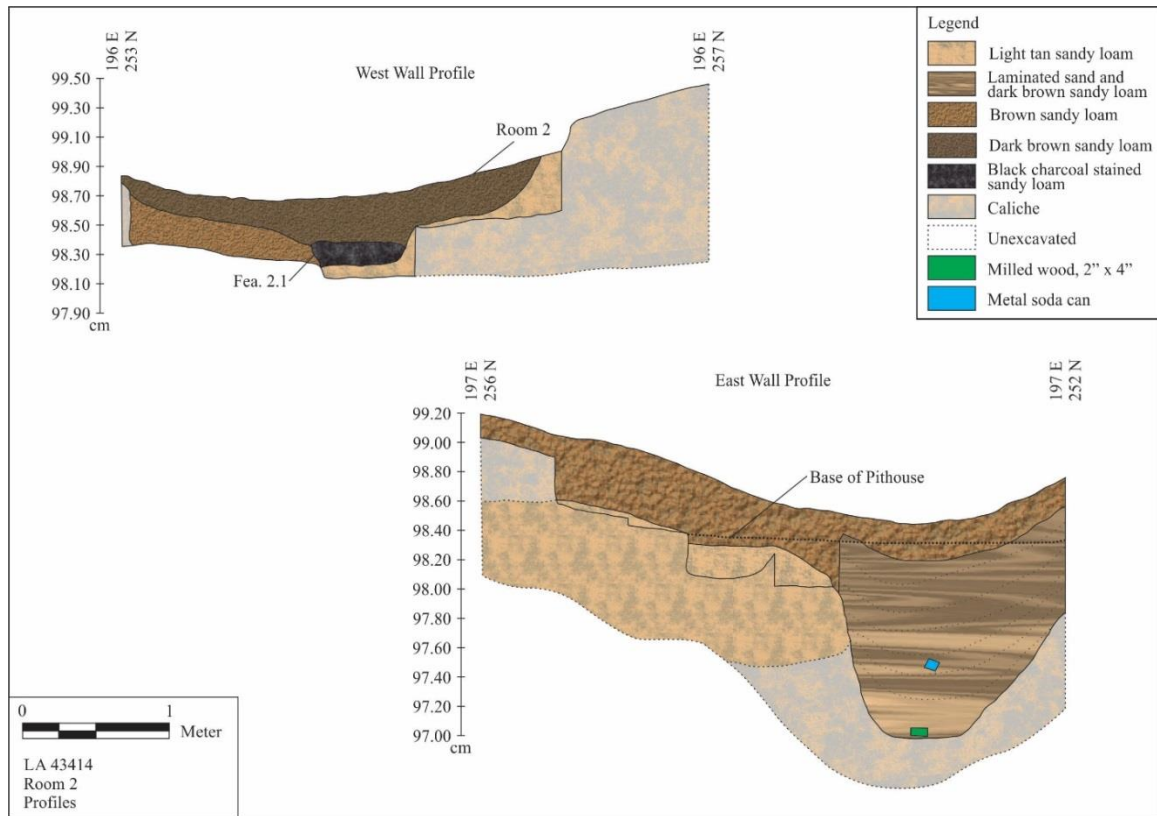 196 E
253 N
West Wall Profile
196 E
257 N
99.50
99.30
99.10
98.90
98.70
98.50
98.30
98.10
97.90
cm
Room 2
Fea. 2.1
Legend
Light tan sandy loam
Laminated sand and
dark brown sandy loam
Brown sandy loam
Dark brown sandy loam
Black charcoal stained
sandy loam
Caliche
Unexcavated
Milled wood, 2” x 4”
Metal soda can
197 E
256 N
East Wall Profile
197 E
252 N
99.20
99.00
98.80
98.60
98.40
98.20
98.00
97.80
97.60
97.40
97.20
97.00
cm
Base of Pithouse
0 1
Meter
LA 43414
Room 2
Profiles